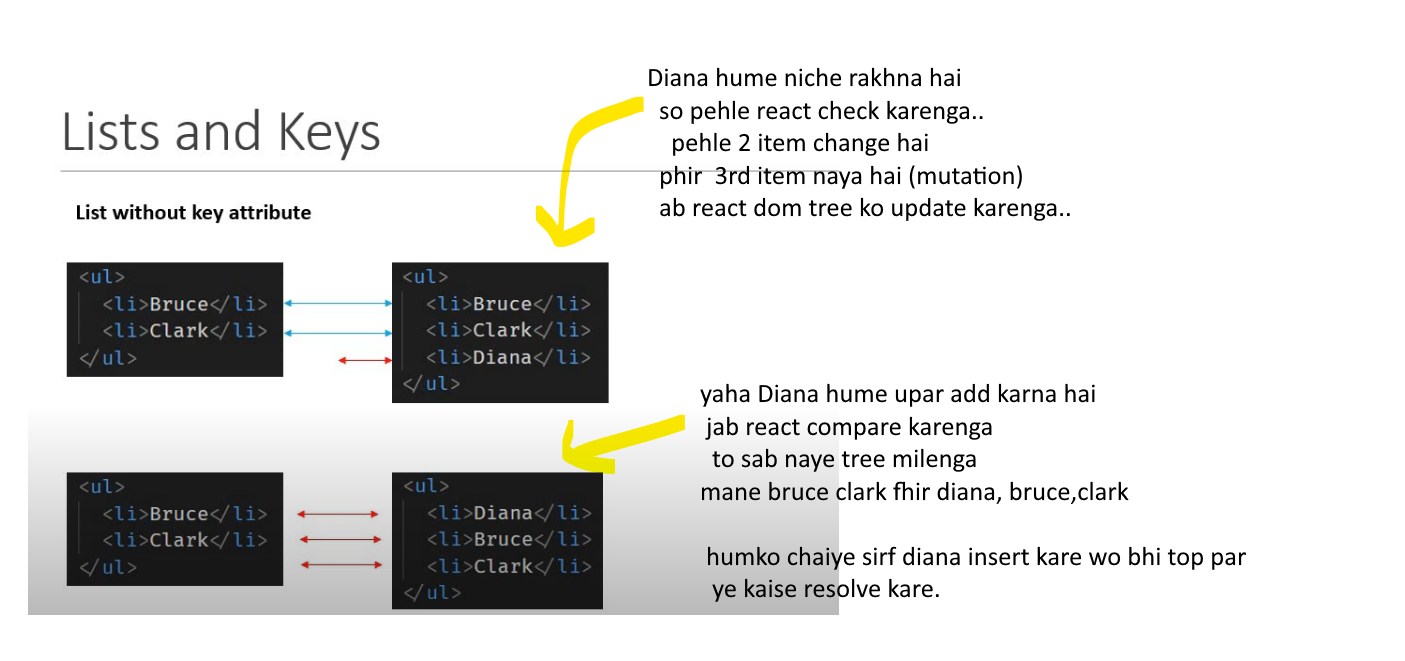 Diana hume niche rakhna hai
so pehle react check karenga..
pehle 2 item change hai
phir 3rd item naya hai (mutation)
ab react dom tree ko update karenga..
Lists and Keys
List without key attribute
<ul>
<li>Bruce</li>
<li>Clark</li>
</ul>
<ul>
<li>Bruce</li>
<li>Clark</li>
<li>Diana</li>
</ul>
yaha Diana hume upar add karna hai
jab react compare karenga
to sab naye tree milenga
mane bruce clark fhir diana, bruce,clark
humko chaiye sirf diana insert kare wo bhi top par
ye kaise resolve kare.
<ul>
<li>Bruce</li>
<li>Clark</li>
</ul>
<ul>
<li>Diana</li>
<li>Bruce</li>
<li>Clark</li>
</ul>